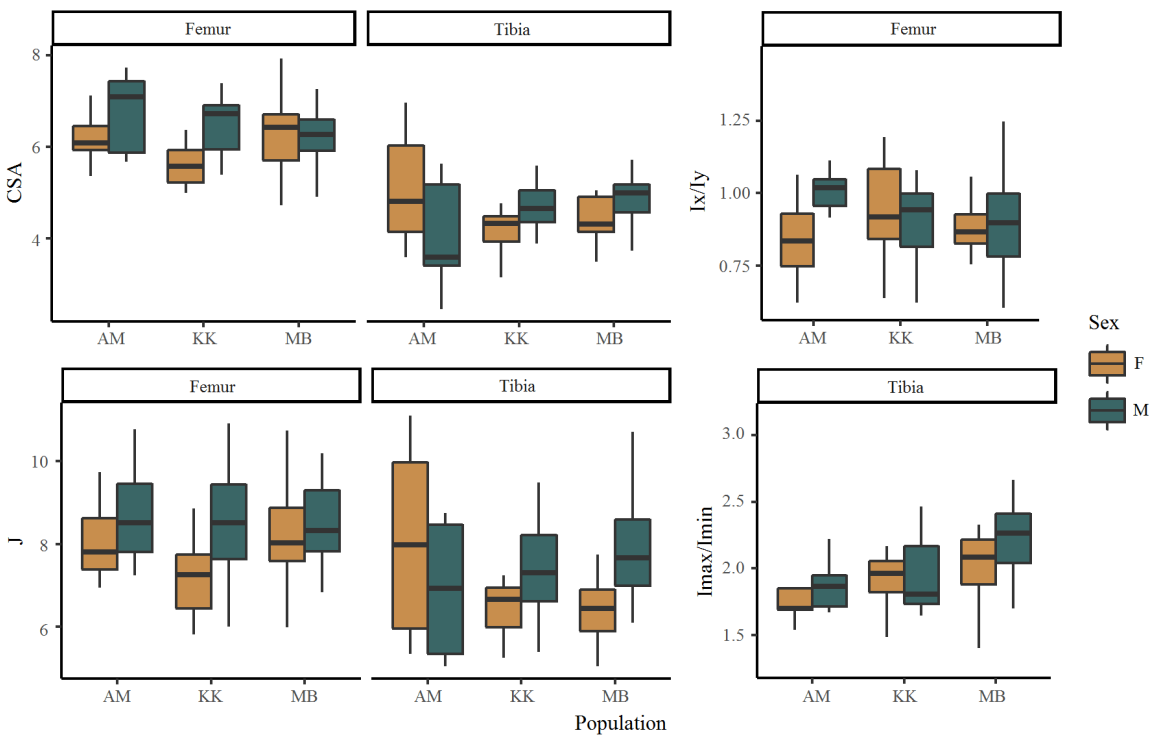 Femur
Tibia
Femur
CSA
8
6
4
AM
KK
MB
AM
KK
MB
Ix/Iy
1.25
1.00
0.75
AM
KK
MB
Sex
F
M
Femur
Tibia
Tibia
J
10
8
6
AM
KK
MB
AM
KK
MB
Imax/Imin
3.0
2.5
2.0
1.5
AM
KK
MB
Population